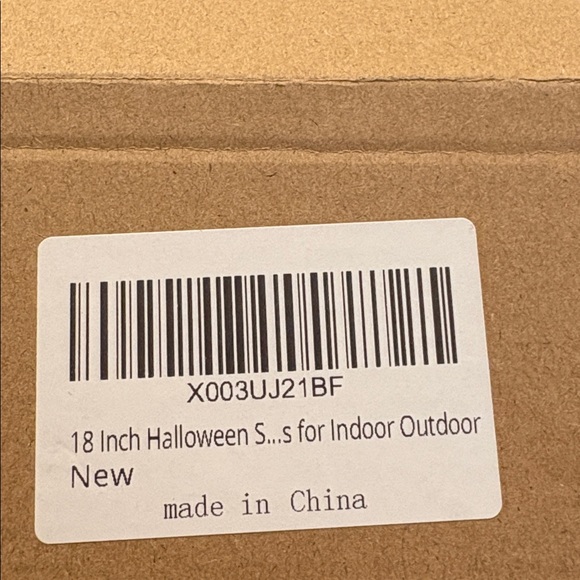 X003UJ21BF
18 Inch Halloween S...s for Indoor Outdoor
New
made in China